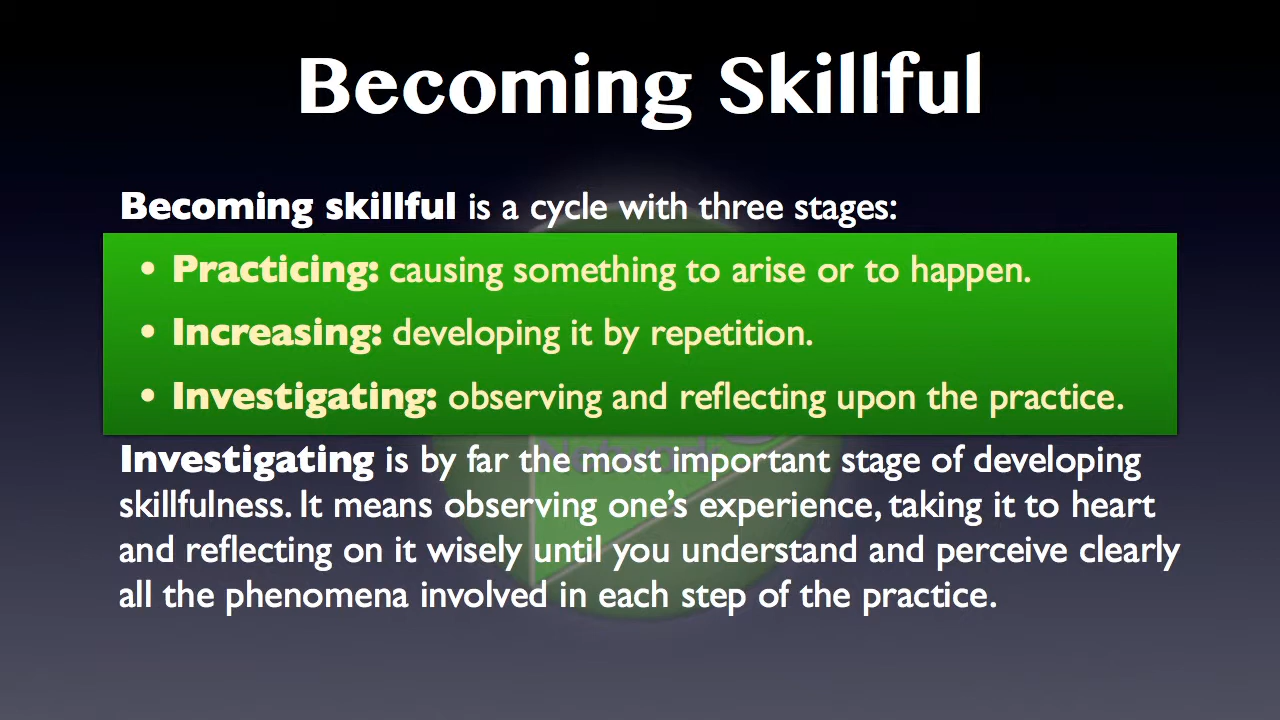 Becoming Skillful
Becoming skillful is a cycle with three stages:
• Practicing: causing something to arise or to happen.
• Increasing: developing it by repetition.
• Investigating: observing and reflecting upon the practice.
Investigating is by far the most important stage of developing
skillfulness. It means observing one’s experience, taking it to heart
and reflecting on it wisely until you understand and perceive clearly
all the phenomena involved in each step of the practice.